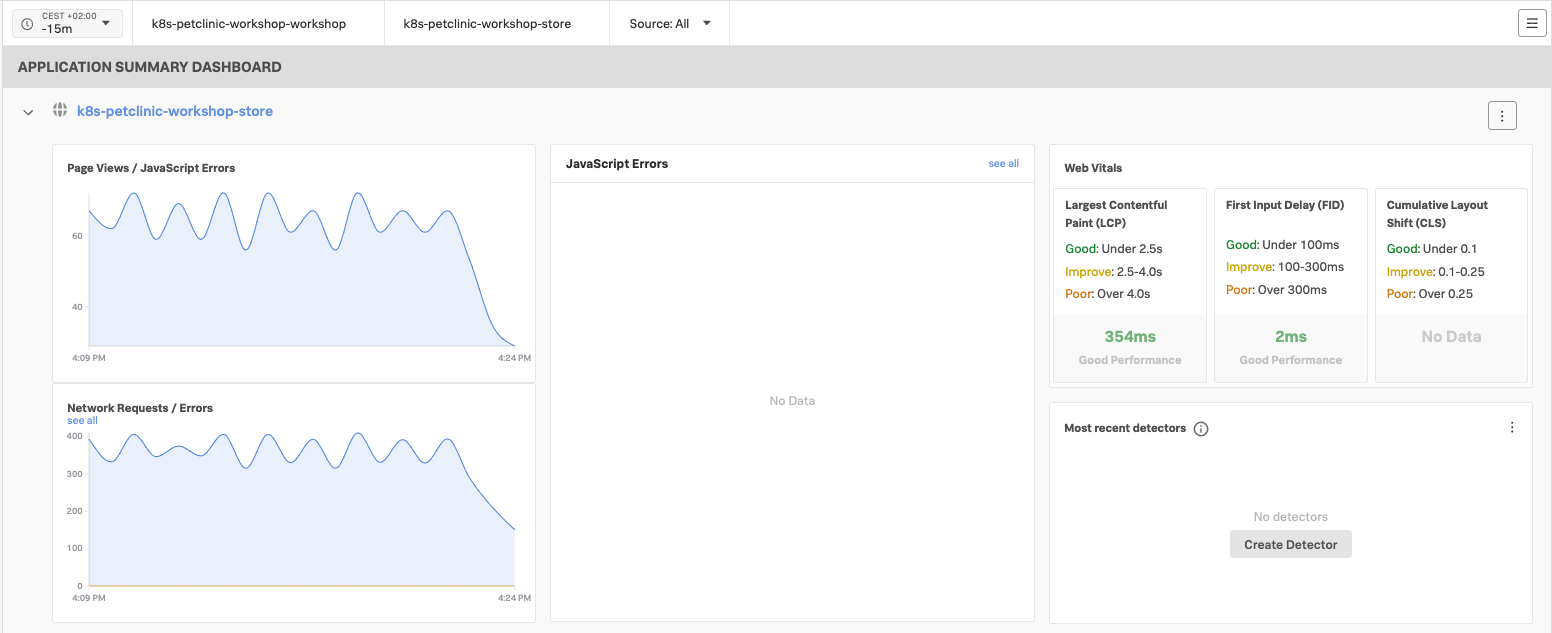 CEST +02:00
-15m
k8s-petclinic-workshop-workshop
k8s-petclinic-workshop-store
Source: All
APPLICATION SUMMARY DASHBOARD
k8s-petclinic-workshop-store
Page Views / JavaScript Errors
60
40
4:09 PM
4:24 PM
Network Requests / Errors
see all
400
300
200
100
0
4:09 PM
4:24 PM
JavaScript Errors
see all
No Data
Web Vitals
Largest Contentful
Paint (LCP)
Good: Under 2.5s
Improve: 2.5-4.0s
Poor: Over 4.0s
354ms
Good Performance
First Input Delay (FID)
Good: Under 100ms
Improve: 100-300ms
Poor: Over 300ms
2ms
Good Performance
Cumulative Layout
Shift (CLS)
Good: Under 0.1
Improve: 0.1-0.25
Poor: Over 0.25
No Data
Most recent detectors
No detectors
Create Detector